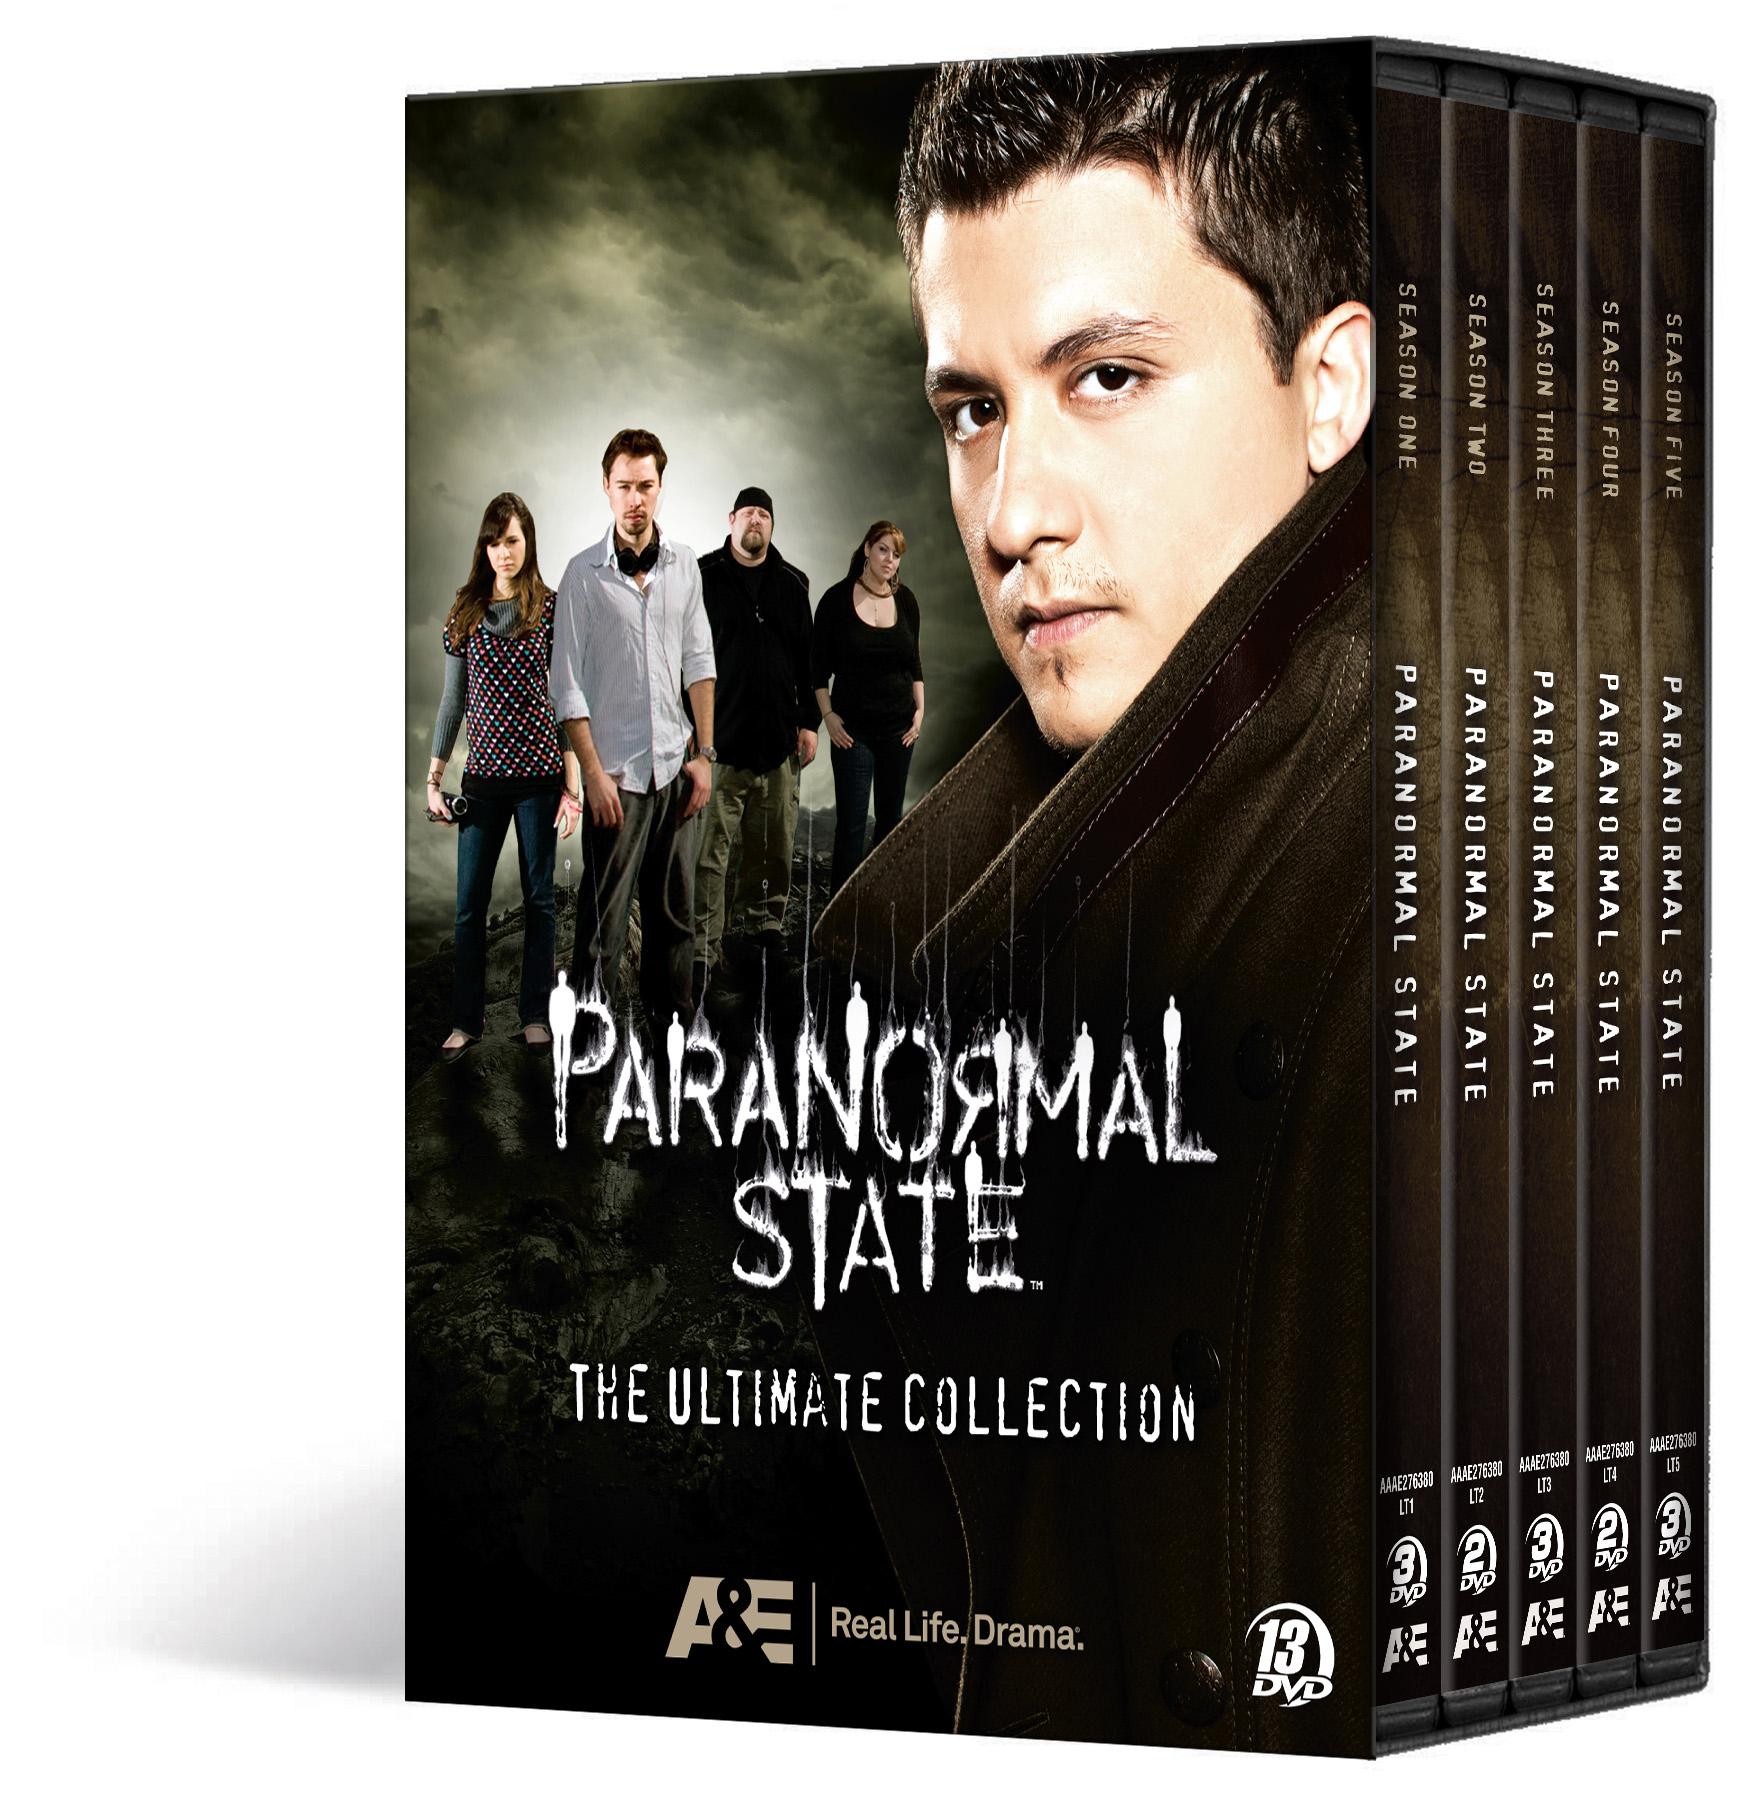 PARANORMAL
STATE™
THE ULTIMATE COLLECTION
A&E
Real Life. Drama.
13
DVD
SEASON ONE
PARANORMAL STATE
AAAE276380
LT1
3
DVD
A&E
SEASON TWO
PARANORMAL STATE
AAAE276380
LT2
2
DVD
A&E
SEASON THREE
PARANORMAL STATE
AAAE276380
LT3
3
DVD
A&E
SEASON FOUR
PARANORMAL STATE
AAAE276380
LT4
2
DVD
A&E
SEASON FIVE
PARANORMAL STATE
AAAE276380
LT5
3
DVD
A&E